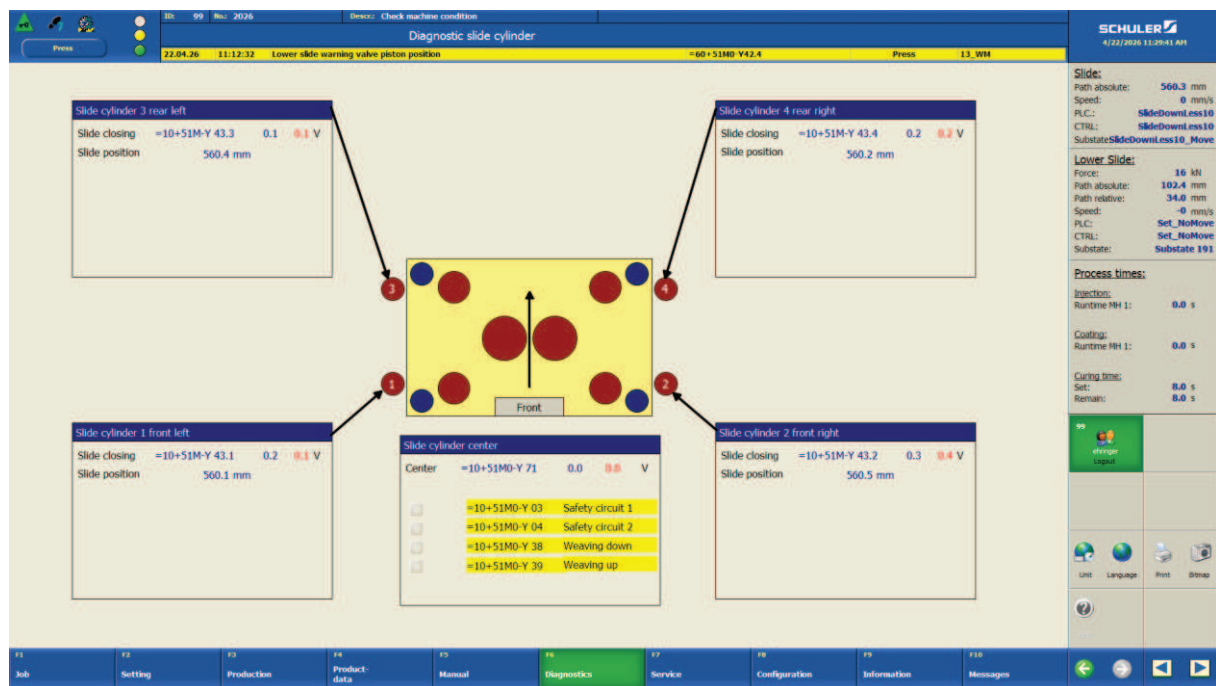 ID: 99 No.: 2026 Descr.: Check machine condition
Diagnostic slide cylinder
Press
22.04.26 11:12:32 Lower slide warning valve piston position =60+51M0-Y42.4 Press 13_WM
SCHULER
4/22/2026 11:29:41 AM
Slide cylinder 3 rear left
Slide closing =10+51M-Y 43.3 0.1 0.1 V
Slide position 560.4 mm
Slide cylinder 4 rear right
Slide closing =10+51M-Y 43.4 0.2 0.2 V
Slide position 560.2 mm
3
4
1
2
Front
Slide cylinder 1 front left
Slide closing =10+51M-Y 43.1 0.2 0.1 V
Slide position 560.1 mm
Slide cylinder center
Center =10+51M0-Y 71 0.0 0.0 V
=10+51M0-Y 03 Safety circuit 1
=10+51M0-Y 04 Safety circuit 2
=10+51M0-Y 38 Weaving down
=10+51M0-Y 39 Weaving up
Slide cylinder 2 front right
Slide closing =10+51M-Y 43.2 0.3 0.4 V
Slide position 560.5 mm
Slide:
Path absolute: 560.3 mm
Speed: 0 mm/s
PLC.: SlideDownLess10
CTRL: SlideDownLess10
Substate SlideDownLess10_Move
Lower Slide:
Force: 16 kN
Path absolute: 102.4 mm
Path relative: 34.0 mm
Speed: -0 mm/s
PLC: Set_NoMove
CTRL: Set_NoMove
Substate: Substate 191
Process times:
Injection:
Runtime MH 1: 0.0 s
Coating:
Runtime MH 1: 0.0 s
Curing time:
Set: 8.0 s
Remain: 8.0 s
99
ehringer
Logout
Unit Language Print Bitmap
F1 F2 F3 F4 F5 F6 F7 F8 F9 F10
Job Setting Production Product-data Manual Diagnostics Service Configuration Information Messages